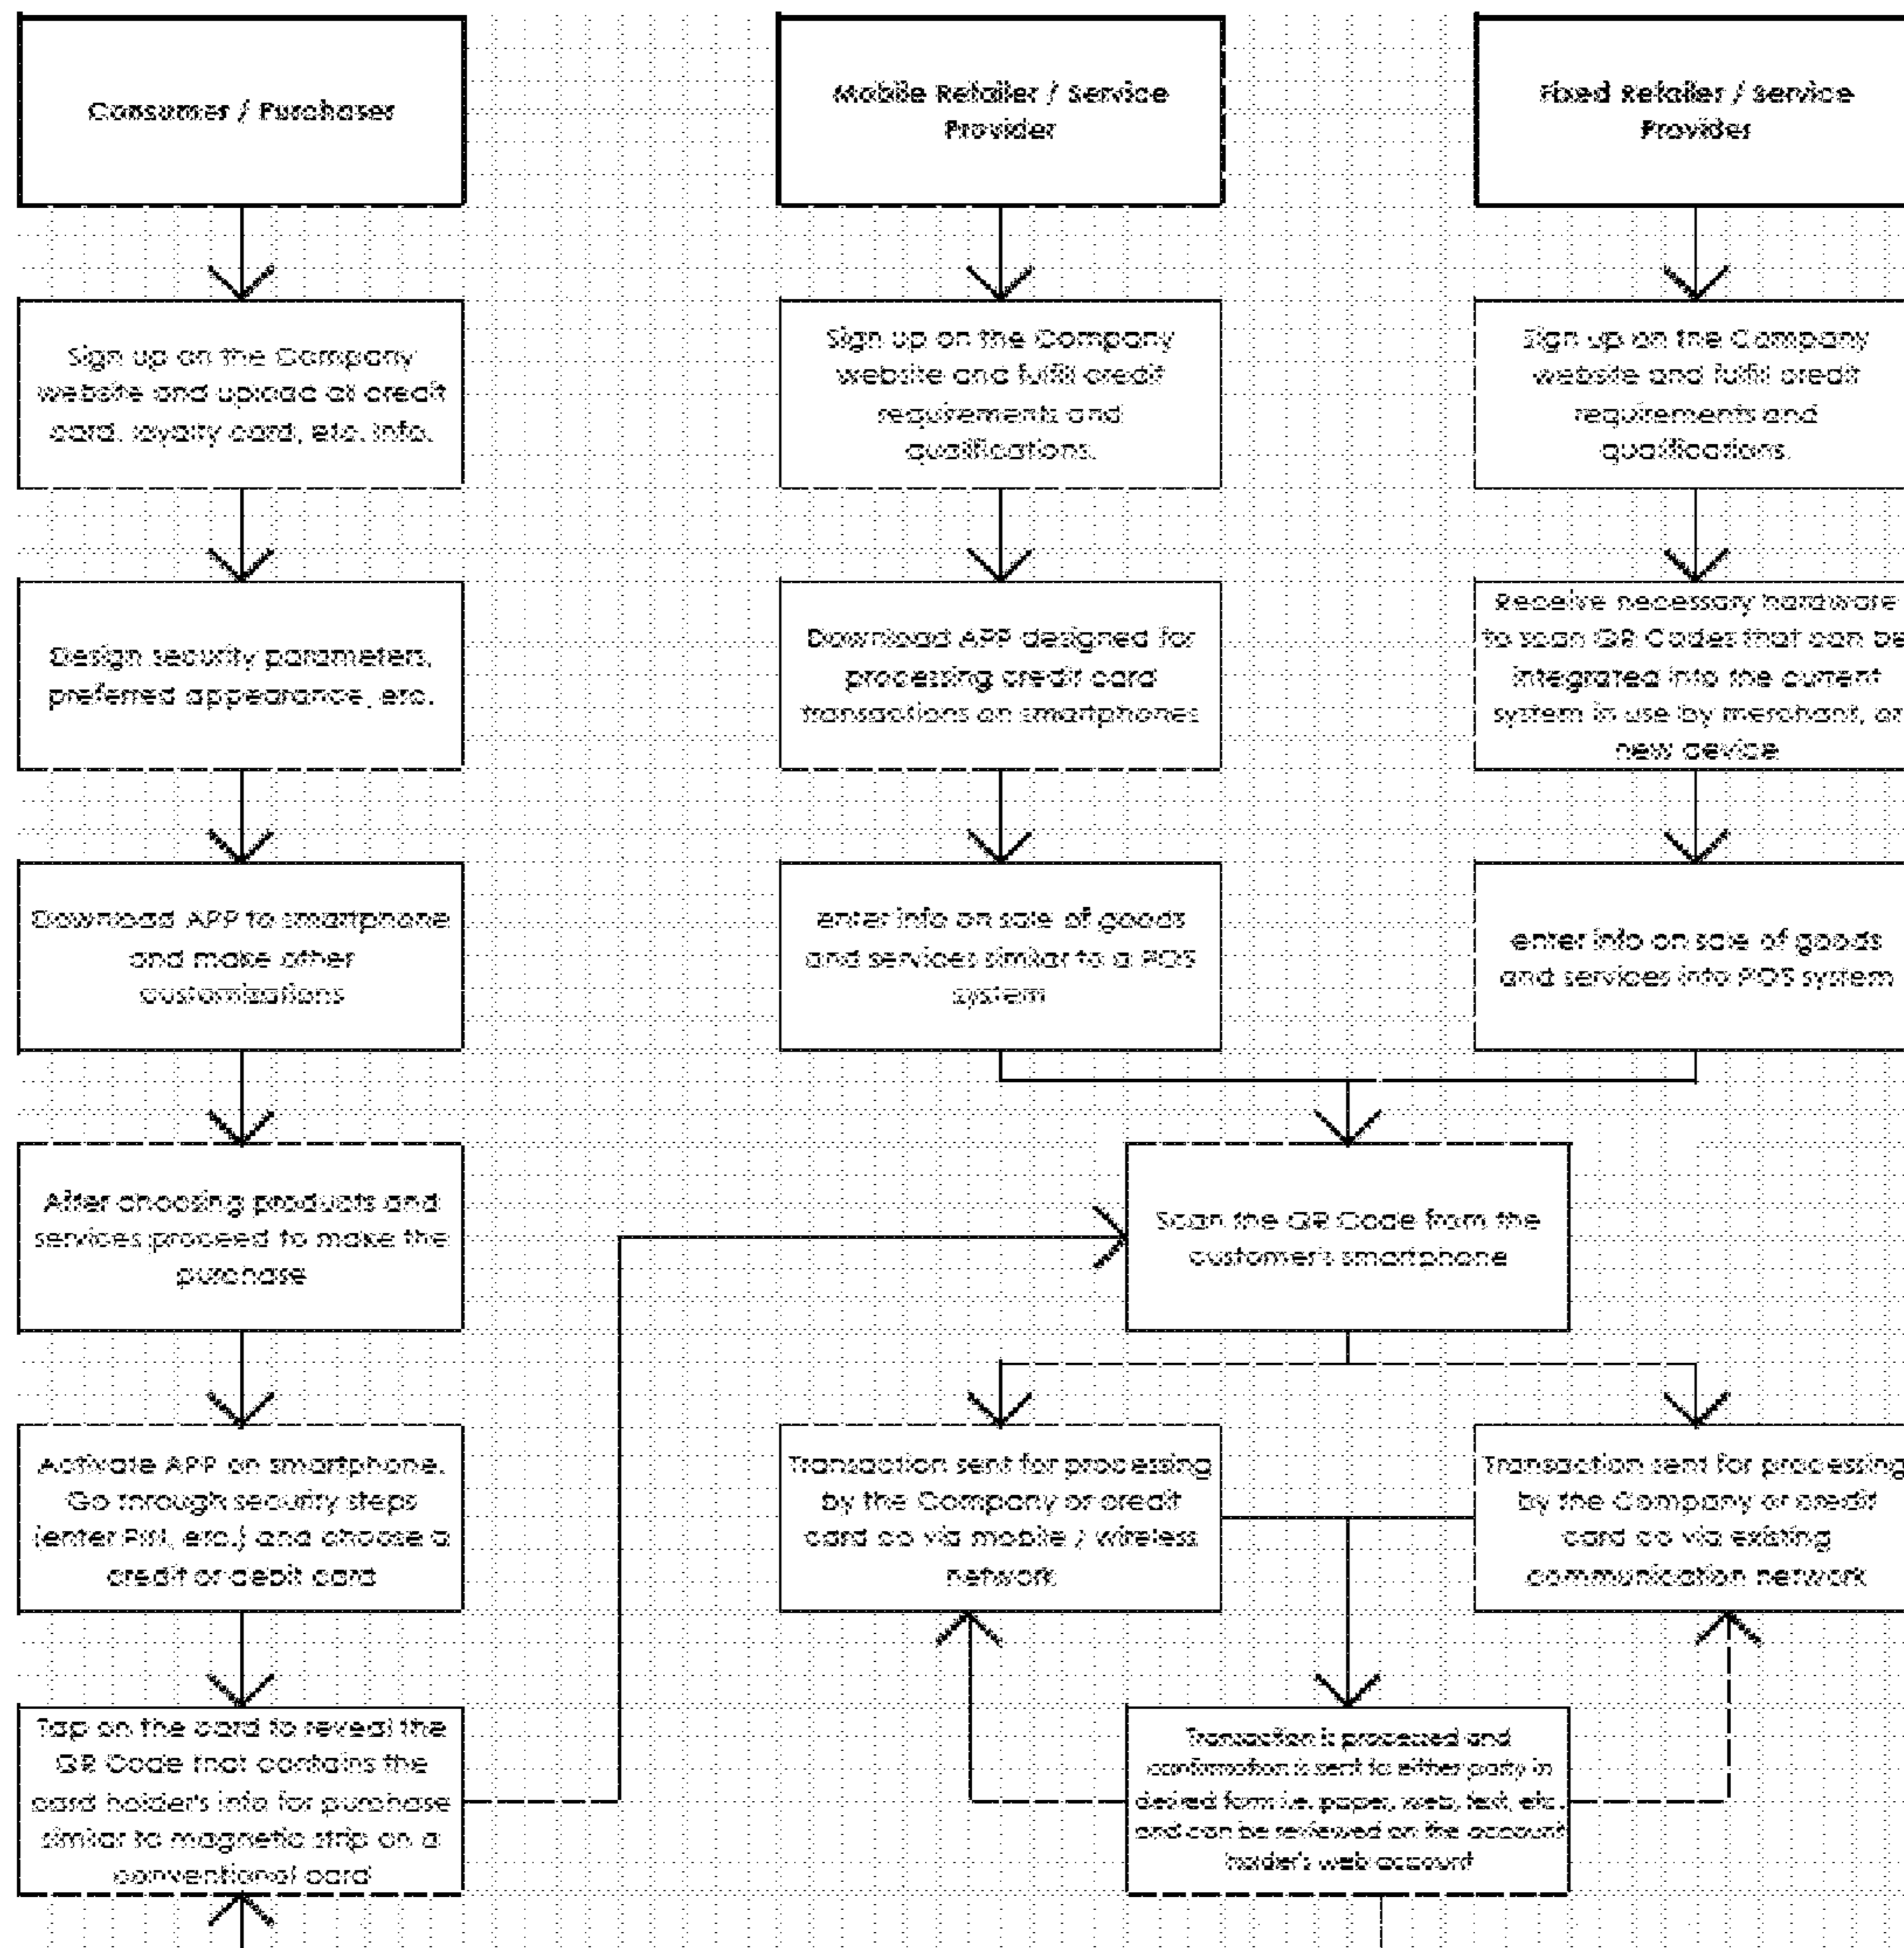 Consumer / Purchaser
Sign up on the Company
website and upload all credit
card, loyalty card, etc. info.
Design security parameters,
preferred appearance, etc.
Download APP to smartphone
and make other
customizations
After choosing products and
services proceed to make the
purchase
Activate APP on smartphone.
Go through security steps
(enter PIN, etc.) and choose a
credit or debit card
Tap on the card to reveal the
QR Code that contains the
card holder's info for purchase
similar to magnetic strip on a
conventional card
Mobile Retailer / Service
Provider
Sign up on the Company
website and fulfill credit
requirements and
qualifications.
Download APP designed for
processing credit card
transactions on smartphones
enter info on sale of goods
and services similar to a POS
system
Fixed Retailer / Service
Provider
Sign up on the Company
website and fulfill credit
requirements and
qualifications.
Receive necessary hardware
to scan QR Codes that can be
integrated into the current
system in use by merchant, or
new device
enter info on sale of goods
and services into POS system
Scan the QR Code from the
customer's smartphone
Transaction sent for processing
by the Company or credit
card co via mobile / wireless
network
Transaction sent for processing
by the Company or credit
card co via existing
communication network
Transaction is processed and
confirmation is sent to either party in
desired form i.e. paper, web, text, etc.
and can be reviewed on the account
holder's web account